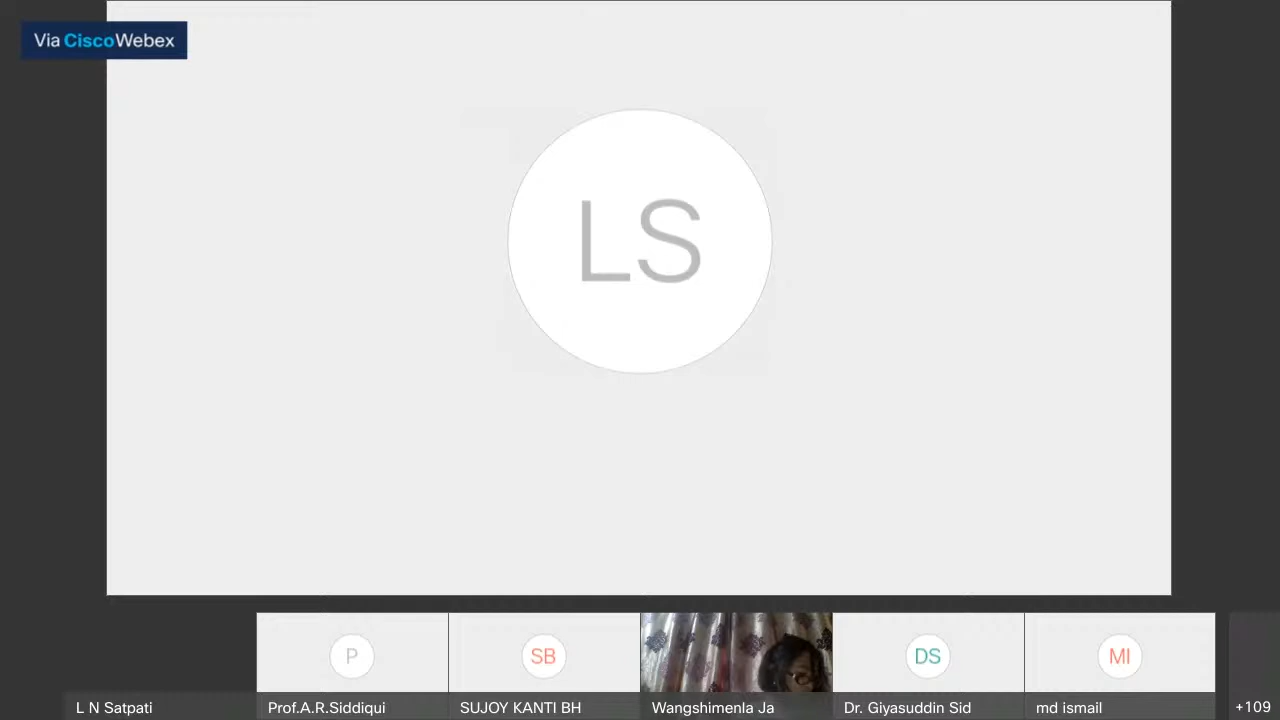 Via CiscoWebex
LS
P
SB
DS
MI
L N Satpati
Prof.A.R.Siddiqui
SUJOY KANTI BH
Wangshimenla Ja
Dr. Giyasuddin Sid
md ismail
+109